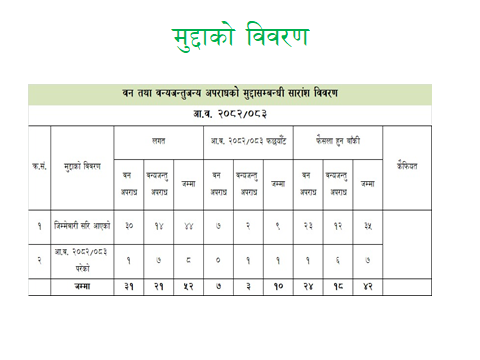 मुद्दाको विवरण
वन तथा वन्यजन्तुजन्य अपराधको मुद्दासम्बन्धी सारांश विवरण
आ.व. २०८२/०८३
क.सं. मुद्दाको विवरण लगत आ.व. २०८२/०८३ फछर्यौट फैसला हुन बाँकी कैफियत
वन अपराध वन्यजन्तु अपराध जम्मा वन अपराध वन्यजन्तु अपराध जम्मा वन अपराध वन्यजन्तु अपराध जम्मा
१ जिम्मेवारी सरि आएको ३० १४ ४४ ७ २ ९ २३ १२ ३५
२ आ.व. २०८२/०८३ परेको १ ७ ८ ० १ १ १ ६ ७
जम्मा ३१ २१ ५२ ७ ३ १० २४ १८ ४२